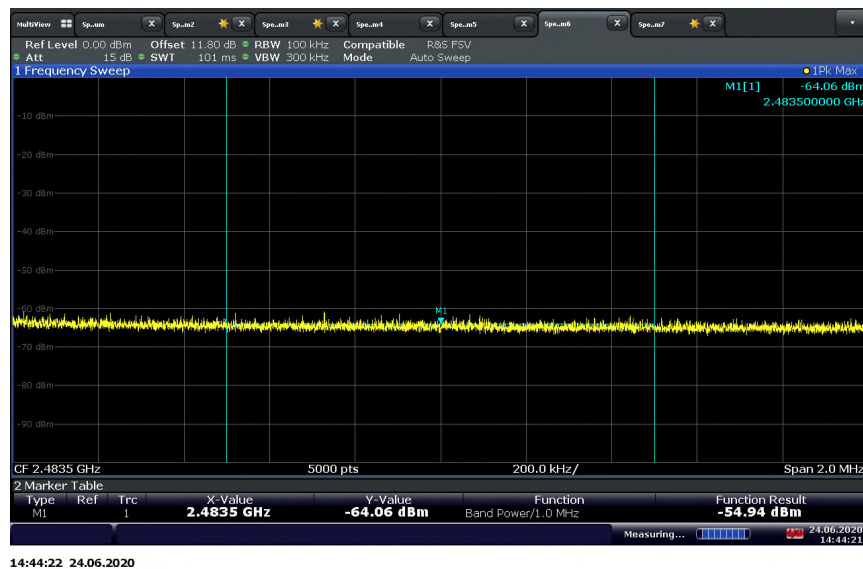 MultiView Sp..um X Sp..m2 X Spe..m3 X Spe..m4 X Spe..m5 X Spe..m6 X Spe..m7 X
Ref Level 0.00 dBm Offset 11.80 dB RBW 100 kHz Compatible R&S FSV
Att 15 dB SWT 101 ms VBW 300 kHz Mode Auto Sweep
1 Frequency Sweep 1Pk Max
M1[1] -64.06 dBm
2.483500000 GHz
-10 dBm
-20 dBm
-30 dBm
-40 dBm
-50 dBm
-60 dBm
M1
-70 dBm
-80 dBm
-90 dBm
CF 2.4835 GHz 5000 pts 200.0 kHz/ Span 2.0 MHz
2 Marker Table
Type Ref Trc X-Value Y-Value Function Function Result
M1 1 2.4835 GHz -64.06 dBm Band Power/1.0 MHz -54.94 dBm
Measuring... 24.06.2020
14:44:21
14:44:22 24.06.2020